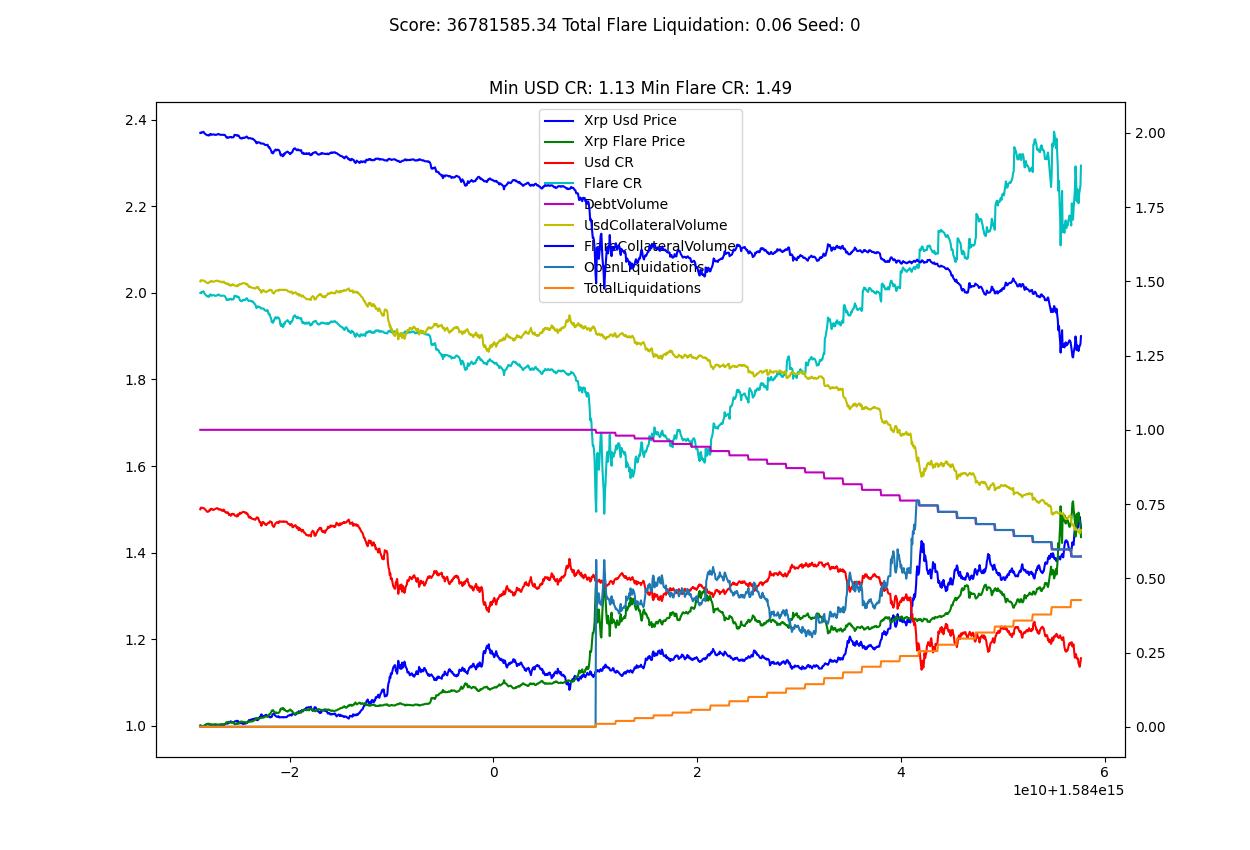 Score: 36781585.34 Total Flare Liquidation: 0.06 Seed: 0
Min USD CR: 1.13 Min Flare CR: 1.49
Xrp Usd Price
Xrp Flare Price
Usd CR
Flare CR
DebtVolume
UsdCollateralVolume
FlareCollateralVolume
OpenLiquidations
TotalLiquidations
2.4
2.2
2.0
1.8
1.6
1.4
1.2
1.0
2.00
1.75
1.50
1.25
1.00
0.75
0.50
0.25
0.00
−2 0 2 4 6
1e10+1.584e15